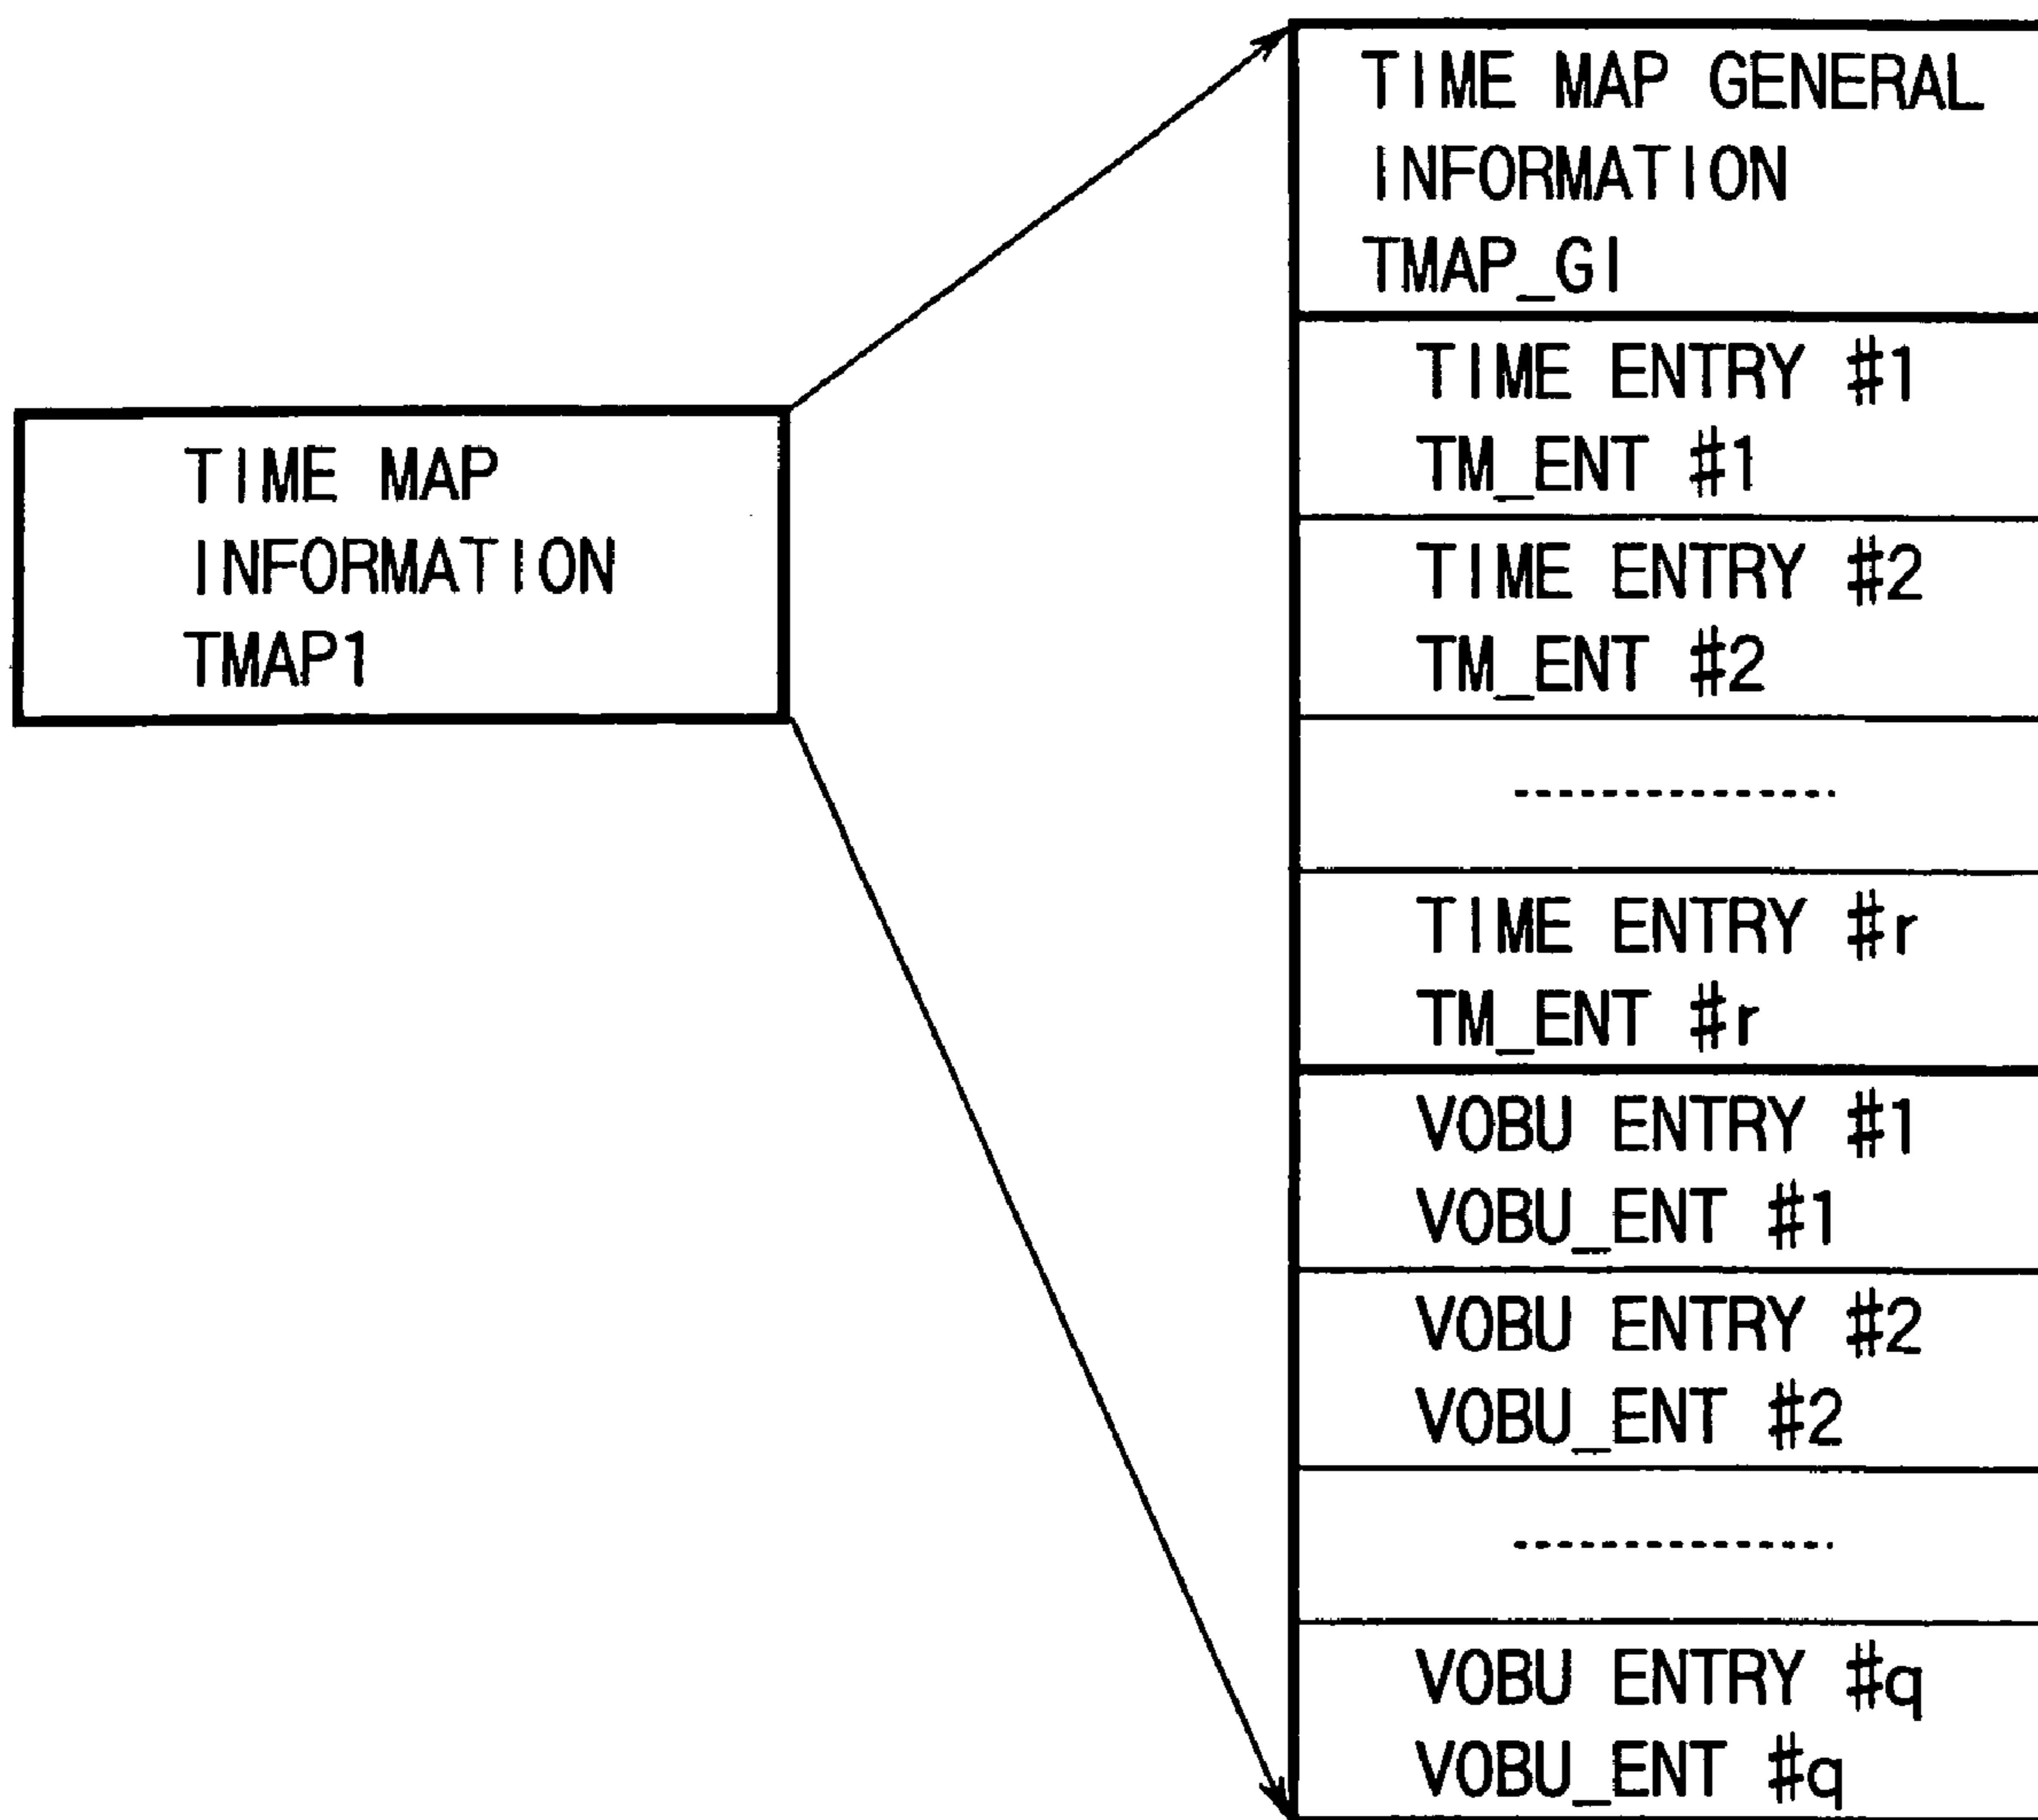 TIME MAP
INFORMATION
TMAP1
TIME MAP GENERAL
INFORMATION
TMAP_GI
TIME ENTRY #1
TM_ENT #1
TIME ENTRY #2
TM_ENT #2
TIME ENTRY #r
TM_ENT #r
VOBU ENTRY #1
VOBU_ENT #1
VOBU ENTRY #2
VOBU_ENT #2
VOBU ENTRY #q
VOBU_ENT #q